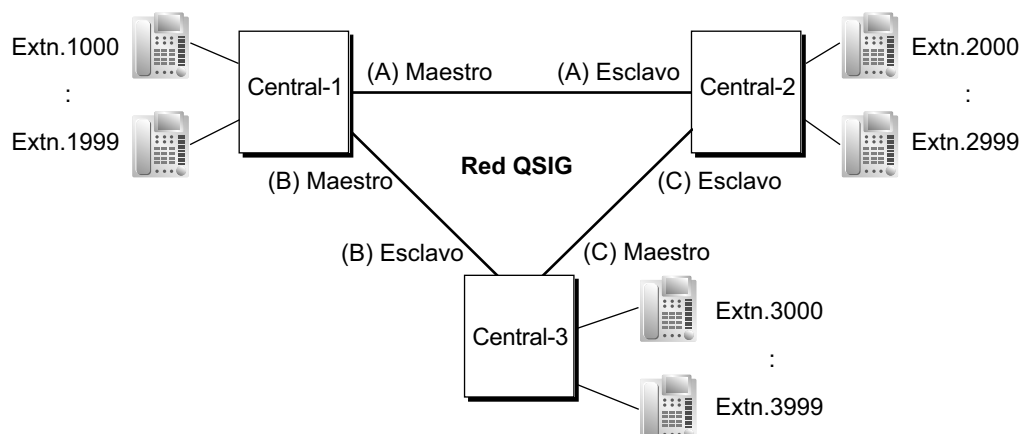 Extn.1000
:
Extn.1999
Central-1
(A) Maestro
(A) Esclavo
Central-2
Extn.2000
:
Extn.2999
(B) Maestro
Red QSIG
(C) Esclavo
(B) Esclavo
(C) Maestro
Central-3
Extn.3000
:
Extn.3999